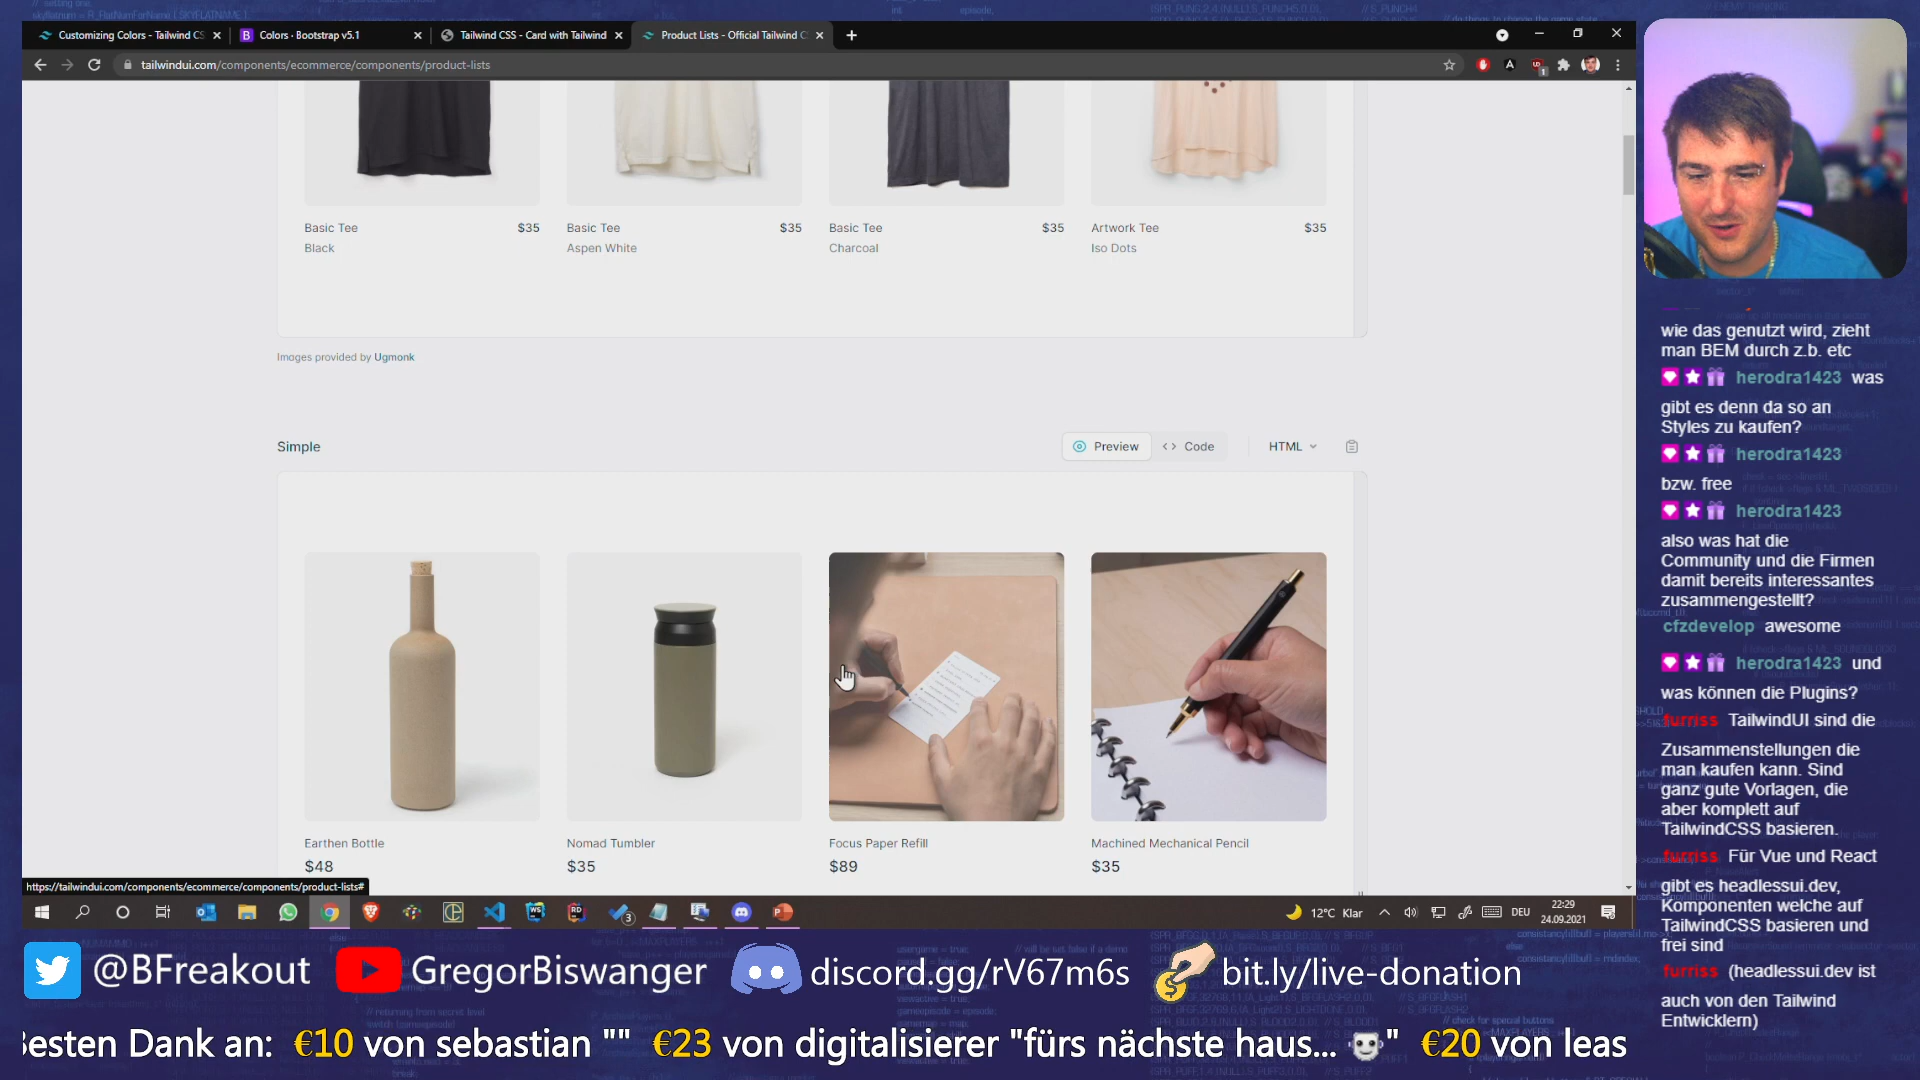 Customizing Colors - Tailwind CS
Colors · Bootstrap v5.1
Tailwind CSS - Card with Tailwind
Product Lists - Official Tailwind C
tailwindui.com/components/ecommerce/components/product-lists
Basic Tee $35
Black
Basic Tee $35
Aspen White
Basic Tee $35
Charcoal
Artwork Tee $35
Iso Dots
Images provided by Ugmonk
Simple
Preview
Code
HTML
Earthen Bottle
$48
Nomad Tumbler
$35
Focus Paper Refill
$89
Machined Mechanical Pencil
$35
https://tailwindui.com/components/ecommerce/components/product-lists#
3
12°C Klar
DEU
22:29
24.09.2021
wie das genutzt wird, zieht
man BEM durch z.b. etc
herodra1423 was
gibt es denn da so an
Styles zu kaufen?
herodra1423
bzw. free
herodra1423
also was hat die
Community und die Firmen
damit bereits interessantes
zusammengestellt?
cfzdevelop awesome
herodra1423 und
was können die Plugins?
furriss TailwindUI sind die
Zusammenstellungen die
man kaufen kann. Sind
ganz gute Vorlagen, die
aber komplett auf
TailwindCSS basieren.
furriss Für Vue und React
gibt es headlessui.dev,
Komponenten welche auf
TailwindCSS basieren und
frei sind
furriss (headlessui.dev ist
auch von den Tailwind
Entwicklern)
@BFreakout
GregorBiswanger
discord.gg/rV67m6s
bit.ly/live-donation
Besten Dank an: €10 von sebastian "" €23 von digitalisierer "fürs nächste haus... " €20 von leas